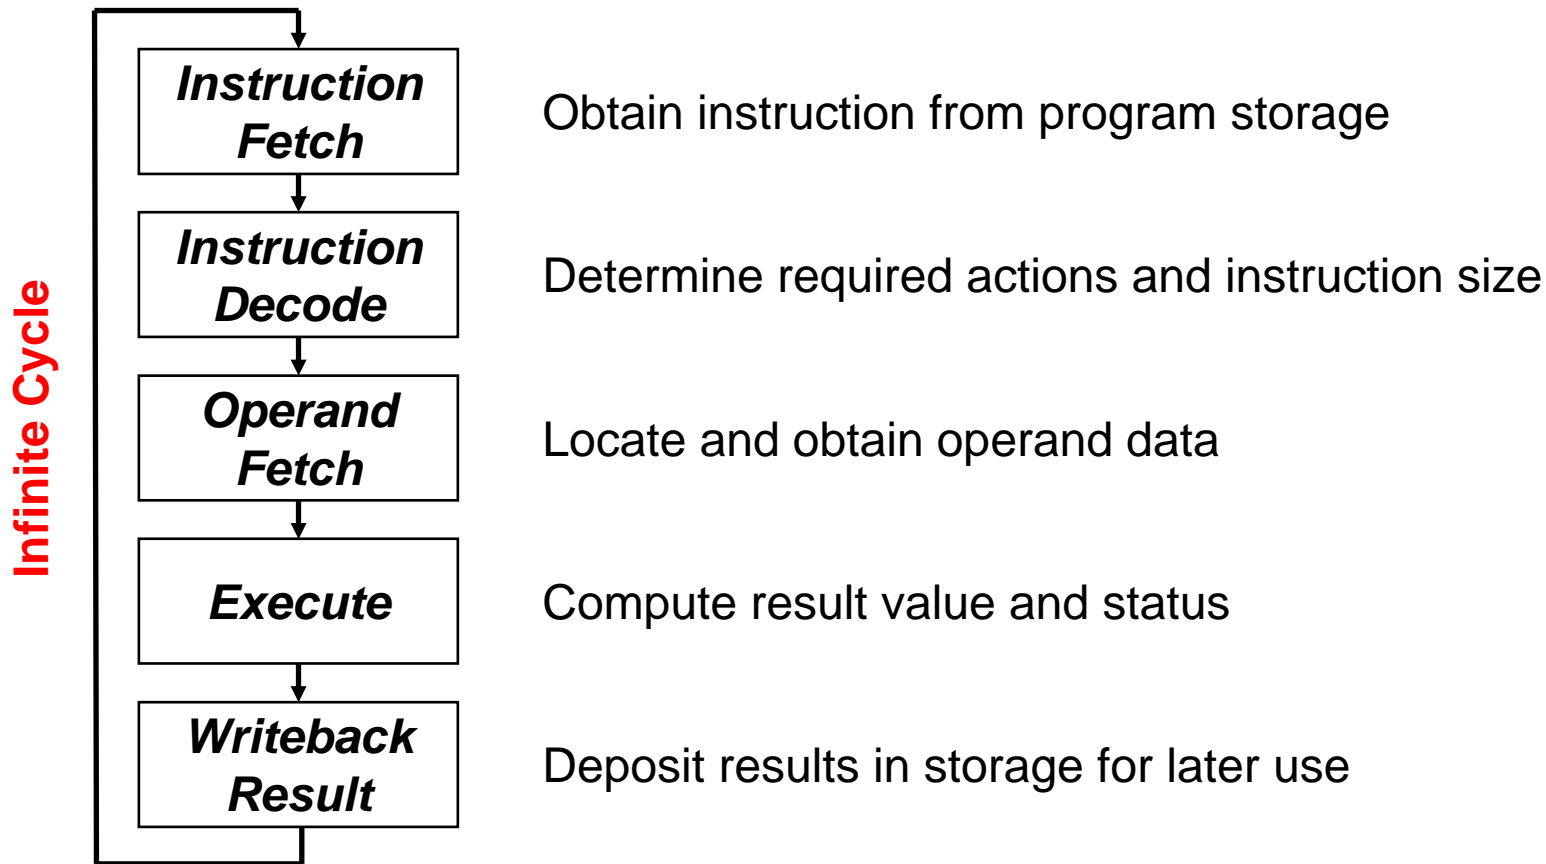 Infinite Cycle
Instruction
Fetch
Obtain instruction from program storage
Instruction
Decode
Determine required actions and instruction size
Operand
Fetch
Locate and obtain operand data
Execute
Compute result value and status
Writeback
Result
Deposit results in storage for later use